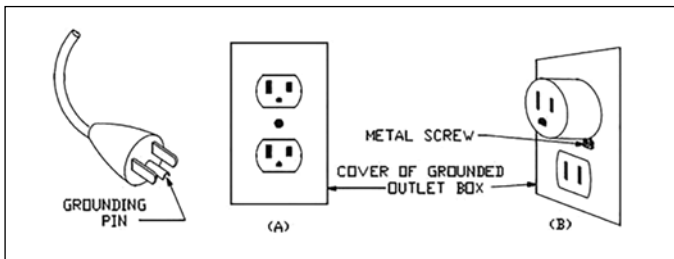 GROUNDING
PIN
(A)
METAL SCREW
COVER OF GROUNDED
OUTLET BOX
(B)